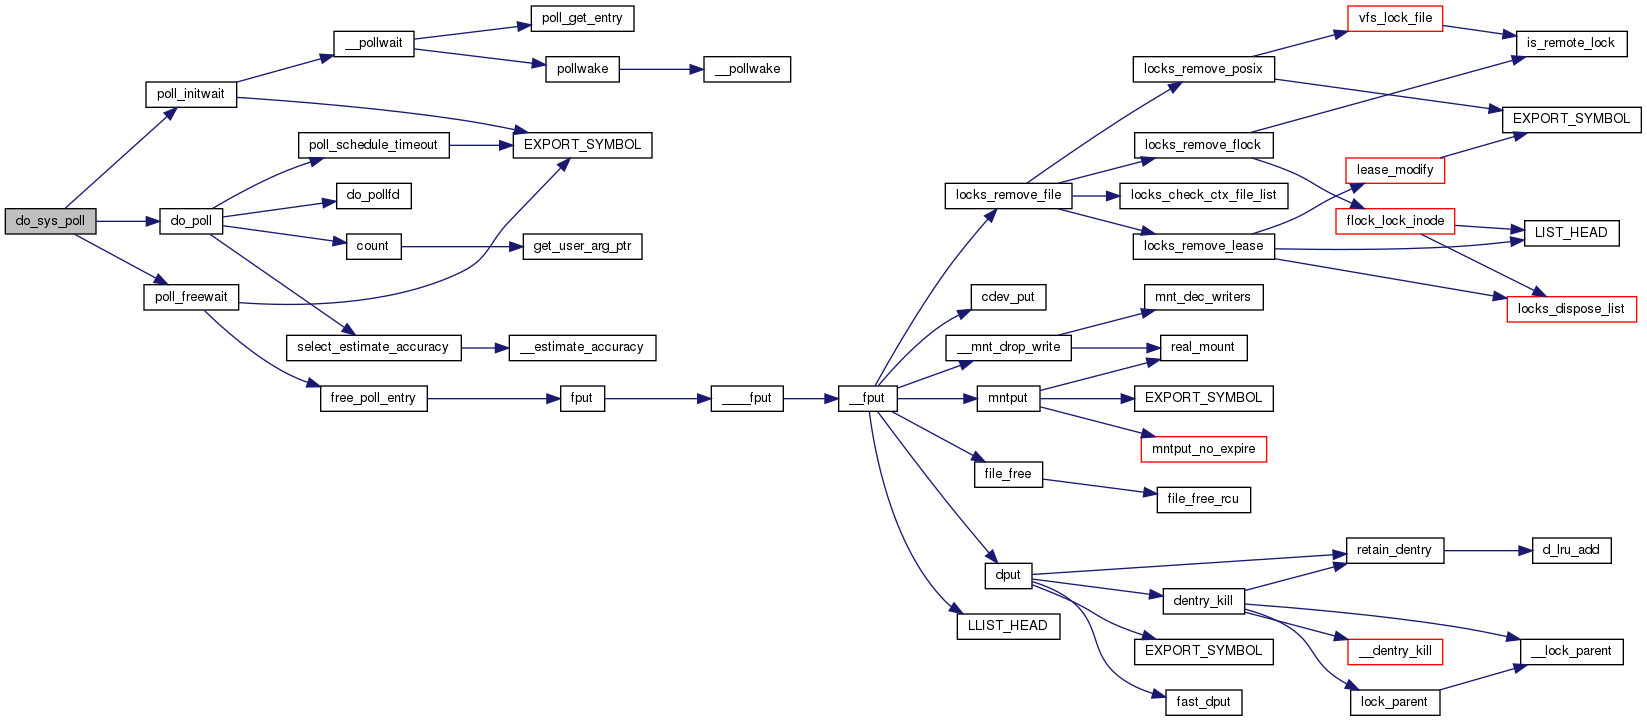 do_sys_poll
poll_initwait
__pollwait
poll_get_entry
pollwake
__pollwake
EXPORT_SYMBOL
do_poll
poll_schedule_timeout
do_pollfd
count
get_user_arg_ptr
select_estimate_accuracy
__estimate_accuracy
poll_freewait
free_poll_entry
fput
____fput
__fput
locks_remove_file
locks_remove_posix
vfs_lock_file
is_remote_lock
EXPORT_SYMBOL
locks_remove_flock
locks_check_ctx_file_list
locks_remove_lease
lease_modify
flock_lock_inode
LIST_HEAD
locks_dispose_list
cdev_put
__mnt_drop_write
mnt_dec_writers
real_mount
mntput
EXPORT_SYMBOL
mntput_no_expire
file_free
file_free_rcu
dput
retain_dentry
d_lru_add
dentry_kill
__lock_parent
__dentry_kill
lock_parent
EXPORT_SYMBOL
fast_dput
LLIST_HEAD